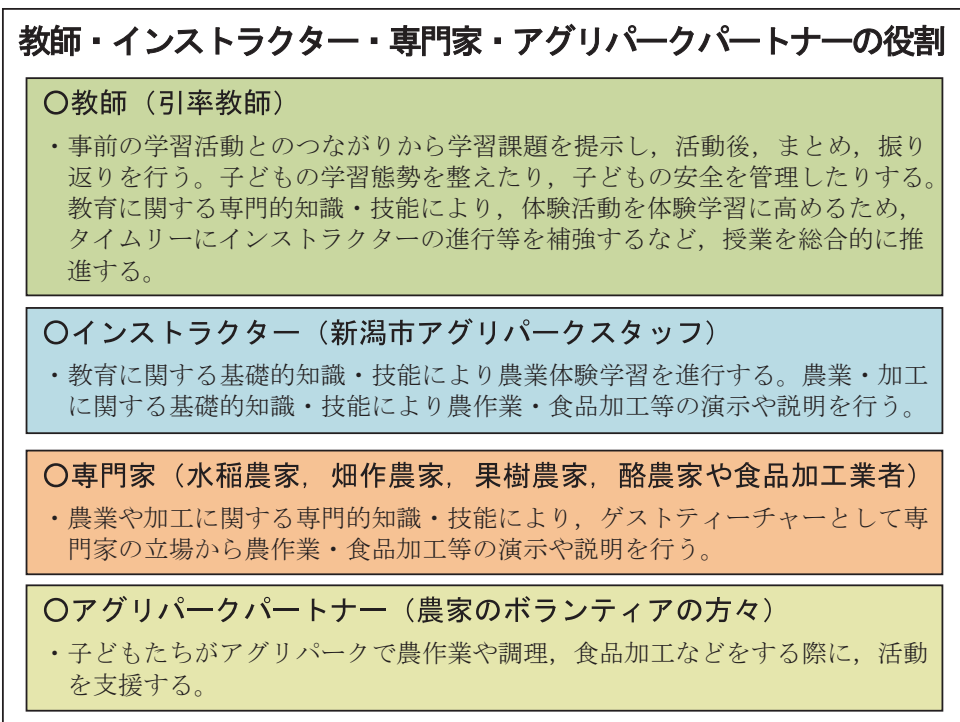 教師・インストラクター・専門家・アグリパークパートナーの役割
〇教師（引率教師）
・事前の学習活動とのつながりから学習課題を提示し，活動後，まとめ，振り
返りを行う。子どもの学習態勢を整えたり，子どもの安全を管理したりする。
教育に関する専門的知識・技能により，体験活動を体験学習に高めるため，
タイムリーにインストラクターの進行等を補強するなど，授業を総合的に推
進する。
〇インストラクター（新潟市アグリパークスタッフ）
・教育に関する基礎的知識・技能により農業体験学習を進行する。農業・加工
に関する基礎的知識・技能により農作業・食品加工等の演示や説明を行う。
〇専門家（水稲農家，畑作農家，果樹農家，酪農家や食品加工業者）
・農業や加工に関する専門的知識・技能により，ゲストティーチャーとして専
門家の立場から農作業・食品加工等の演示や説明を行う。
〇アグリパークパートナー（農家のボランティアの方々）
・子どもたちがアグリパークで農作業や調理，食品加工などをする際に，活動
を支援する。